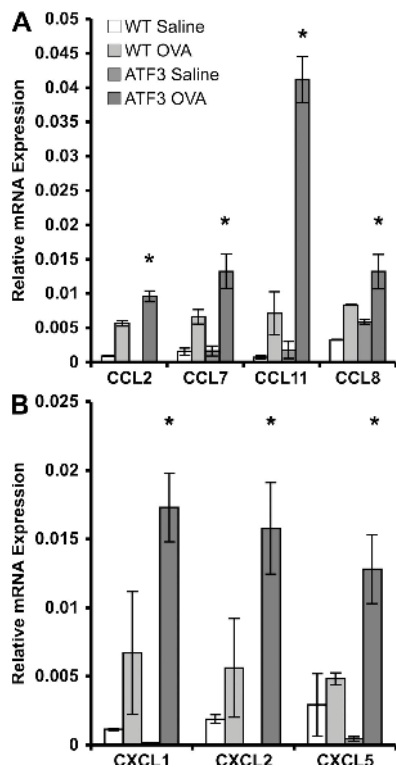 A
0.05
0.045
0.04
0.035
0.03
0.025
0.02
0.015
0.01
0.005
0
Relative mRNA Expression
WT Saline
WT OVA
ATF3 Saline
ATF3 OVA
*
*
*
*
CCL2 CCL7 CCL11 CCL8
B
0.025
0.02
0.015
0.01
0.005
0
Relative mRNA Expression
* * *
CXCL1 CXCL2 CXCL5